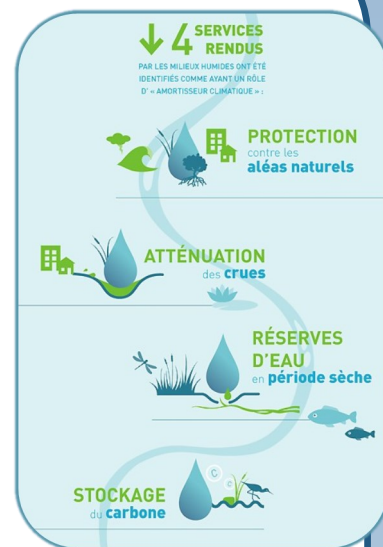 4 SERVICES
RENDUS
PAR LES MILIEUX HUMIDES ONT ÉTÉ
IDENTIFIÉS COMME AYANT UN RÔLE
D' « AMORTISSEUR CLIMATIQUE » :
PROTECTION
contre les
aléas naturels
ATTÉNUATION
des crues
RÉSERVES
D'EAU
en période sèche
C
C
STOCKAGE
du carbone